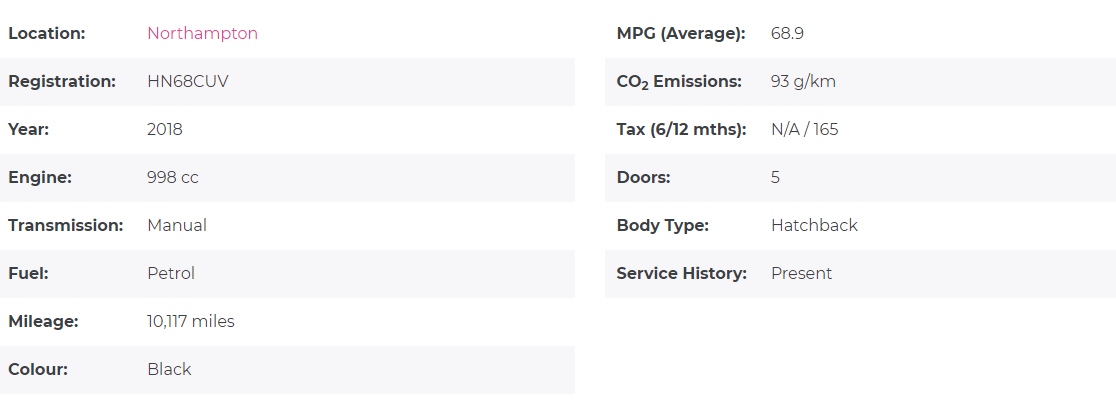 Location: Northampton
Registration: HN68CUV
Year: 2018
Engine: 998 cc
Transmission: Manual
Fuel: Petrol
Mileage: 10,117 miles
Colour: Black
MPG (Average): 68.9
CO₂ Emissions: 93 g/km
Tax (6/12 mths): N/A / 165
Doors: 5
Body Type: Hatchback
Service History: Present